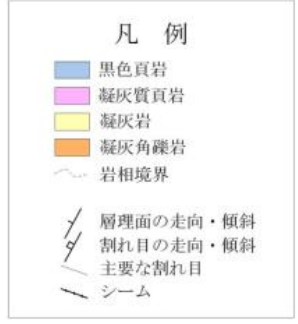 凡 例
黒色頁岩
凝灰質頁岩
凝灰岩
凝灰角礫岩
岩相境界
層理面の走向・傾斜
割れ目の走向・傾斜
主要な割れ目
シーム